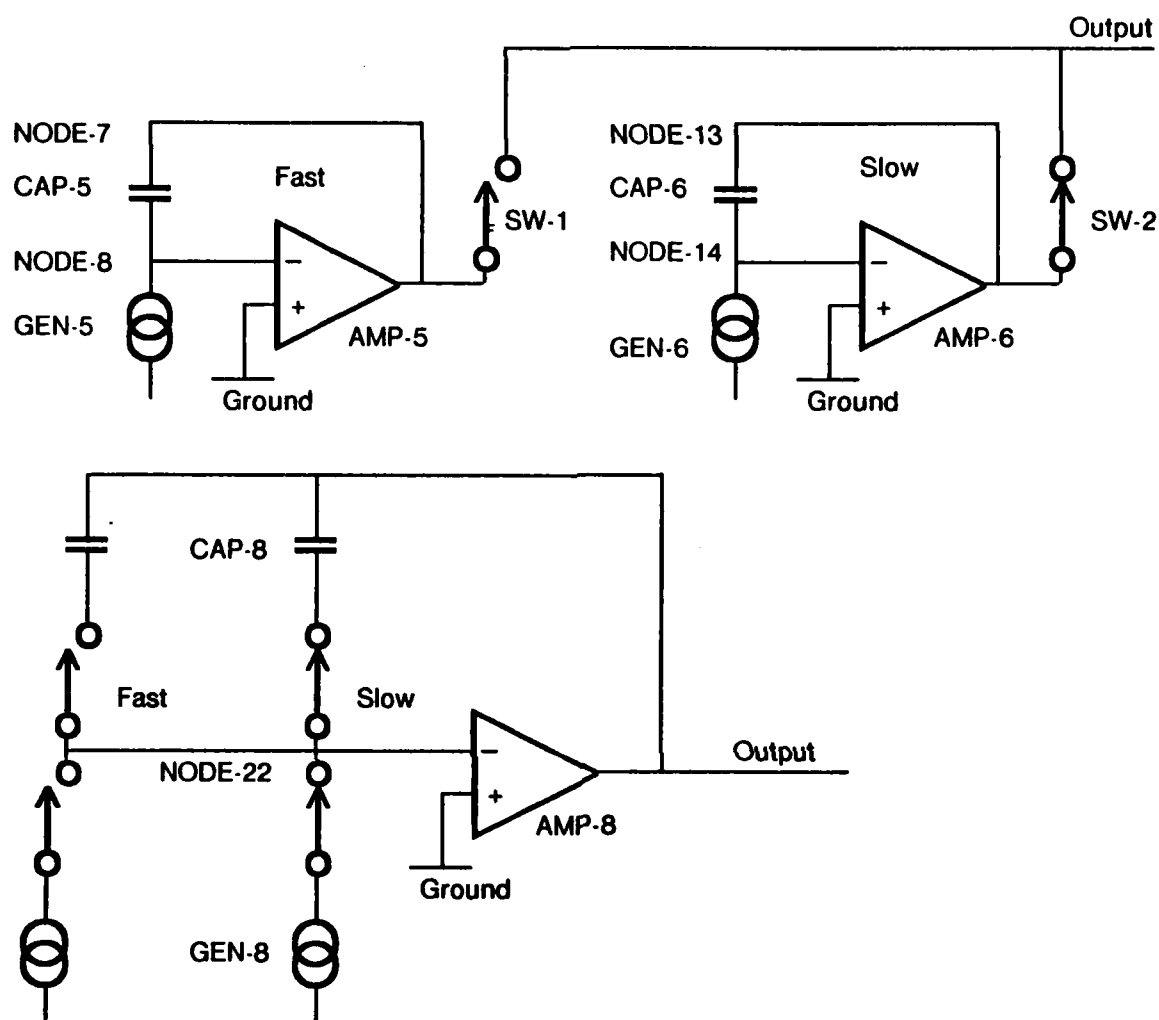 Output
NODE-7
CAP-5
Fast
NODE-8
GEN-5
−
+
AMP-5
Ground
SW-1
NODE-13
CAP-6
Slow
NODE-14
GEN-6
−
+
AMP-6
Ground
SW-2
CAP-8
Fast
Slow
NODE-22
−
+
AMP-8
Ground
Output
GEN-8